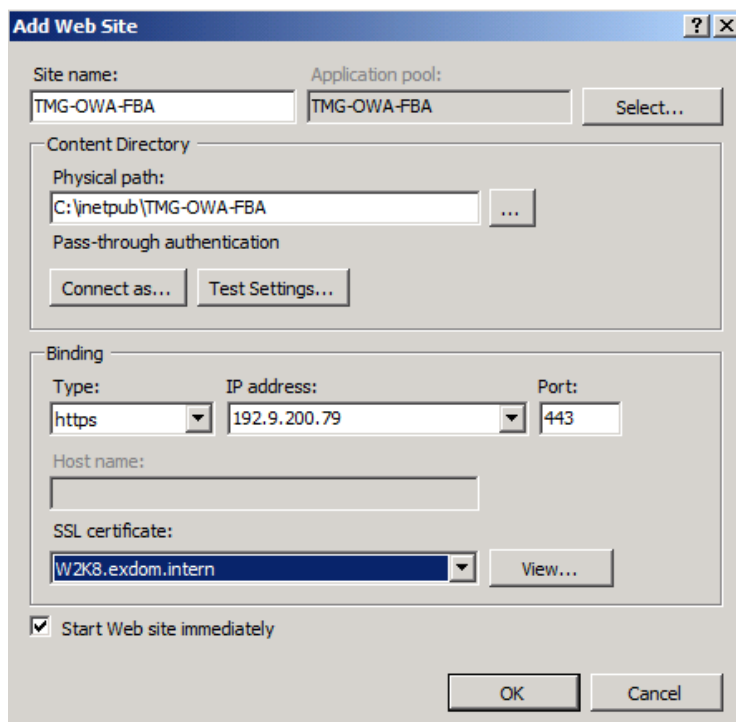 Add Web Site
Site name:
Application pool:
TMG-OWA-FBA
TMG-OWA-FBA
Select...
Content Directory
Physical path:
C:\inetpub\TMG-OWA-FBA
...
Pass-through authentication
Connect as...
Test Settings...
Binding
Type:
IP address:
Port:
https
192.9.200.79
443
Host name:
SSL certificate:
W2K8.exdom.intern
View...
Start Web site immediately
OK
Cancel